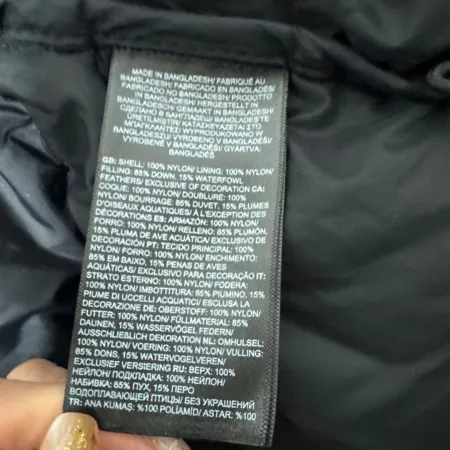 MADE IN BANGLADESH/ FABRIQUÉ AU
BANGLADESH/ FABRICADO EN BANGLADESH/
FABRICADO NO BANGLADESH/ PRODOTTO
IN BANGLADESH/ HERGESTELLT IN
BANGLADESH/ GEMAAKT IN BANGLADESH/
СДЕЛАНО В БАНГЛАДЕШ/ BANGLADEŞ'TE
ÜRETİLMİŞTİR/ ΚΑΤΑΣΚΕΥΑΖΕΤΑΙ ΣΤΟ
ΜΠΑΓΚΛΑΝΤΕΣ/ WYPRODUKOWANO W
BANGLADESZU/ VYROBENO V BANGLADÉŠI/
VYROBENÉ V BANGLADÉŠI/ GYÁRTVA:
BANGLADES
GB: SHELL: 100% NYLON/ LINING: 100% NYLON/
FILLING: 85% DOWN, 15% WATERFOWL
FEATHERS/ EXCLUSIVE OF DECORATION CA:
COQUE: 100% NYLON/ DOUBLURE: 100%
NYLON/ BOURRAGE: 85% DUVET, 15% PLUMES
D'OISEAUX AQUATIQUES/ À L'EXCEPTION DES
DÉCORATIONS ES: ARMAZÓN: 100% NYLON/
FORRO: 100% NYLON/ RELLENO: 85% PLUMÓN,
15% PLUMA DE AVE ACUÁTICA/ EXCLUSIVO DE
DECORACIÓN PT: TECIDO PRINCIPAL: 100%
NYLON/ FORRO: 100% NYLON/ ENCHIMENTO:
85% EM BAIXO, 15% PENAS DE AVES
AQUÁTICAS/ EXCLUSIVO PARA DECORAÇÃO IT:
STRATO ESTERNO: 100% NYLON/ FODERA:
100% NYLON/ IMBOTTITURA: 85% PIUMINO, 15%
PIUME DI UCCELLI ACQUATICI/ ESCLUSA LA
DECORAZIONE DE: OBERSTOFF: 100% NYLON/
FUTTER: 100% NYLON/ FÜLLMATERIAL: 85%
DAUNEN, 15% WASSERVÖGEL FEDERN/
AUSSCHLIEẞLICH DEKORATION NL: OMHULSEL:
100% NYLON/ VOERING: 100% NYLON/ VULLING:
85% DONS, 15% WATERVOGELVEREN/
EXCLUSIEF VERSIERING RU: ВЕРХ: 100%
НЕЙЛОН/ ПОДКЛАДКА: 100% НЕЙЛОН/
НАБИВКА: 85% ПУХ, 15% ПЕРЬЯ
ВОДОПЛАВАЮЩЕЙ ПТИЦЫ/ БЕЗ УКРАШЕНИЙ
TR: ANA KUMAŞ: %100 POLİAMİD/ ASTAR: %100